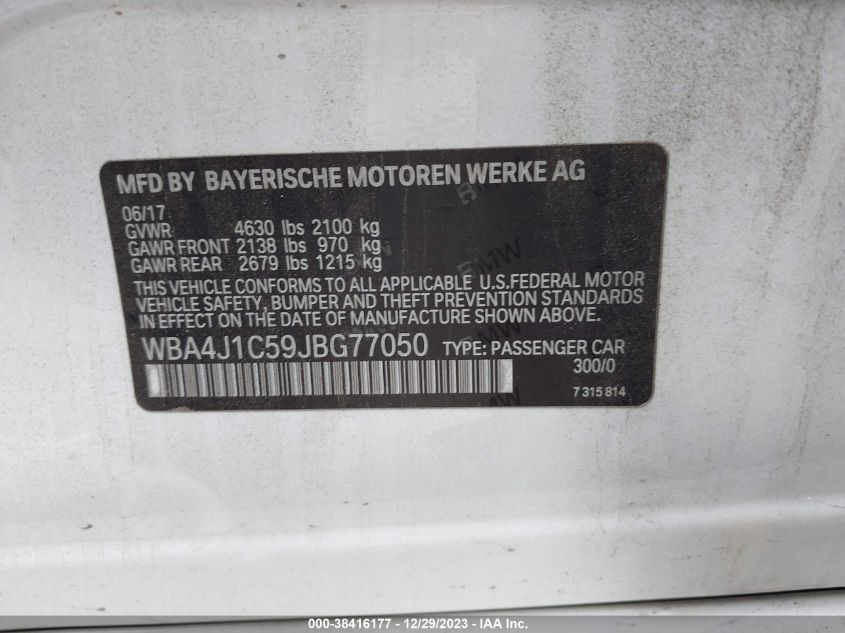 MFD BY BAYERISCHE MOTOREN WERKE AG
06/17
GVWR 4630 lbs 2100 kg
GAWR FRONT 2138 lbs 970 kg
GAWR REAR 2679 lbs 1215 kg
THIS VEHICLE CONFORMS TO ALL APPLICABLE U.S.FEDERAL MOTOR
VEHICLE SAFETY, BUMPER AND THEFT PREVENTION STANDARDS
IN EFFECT ON THE DATE OF MANUFACTURE SHOWN ABOVE.
WBA4J1C59JBG77050 TYPE: PASSENGER CAR
300/0
7 315 814
000-38416177 - 12/29/2023 - IAA Inc.